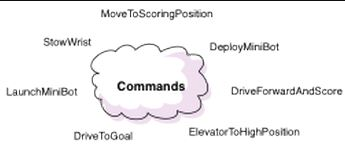 MoveToScoringPosition
StowWrist
DeployMiniBot
LaunchMiniBot
Commands
DriveForwardAndScore
DriveToGoal
ElevatorToHighPosition